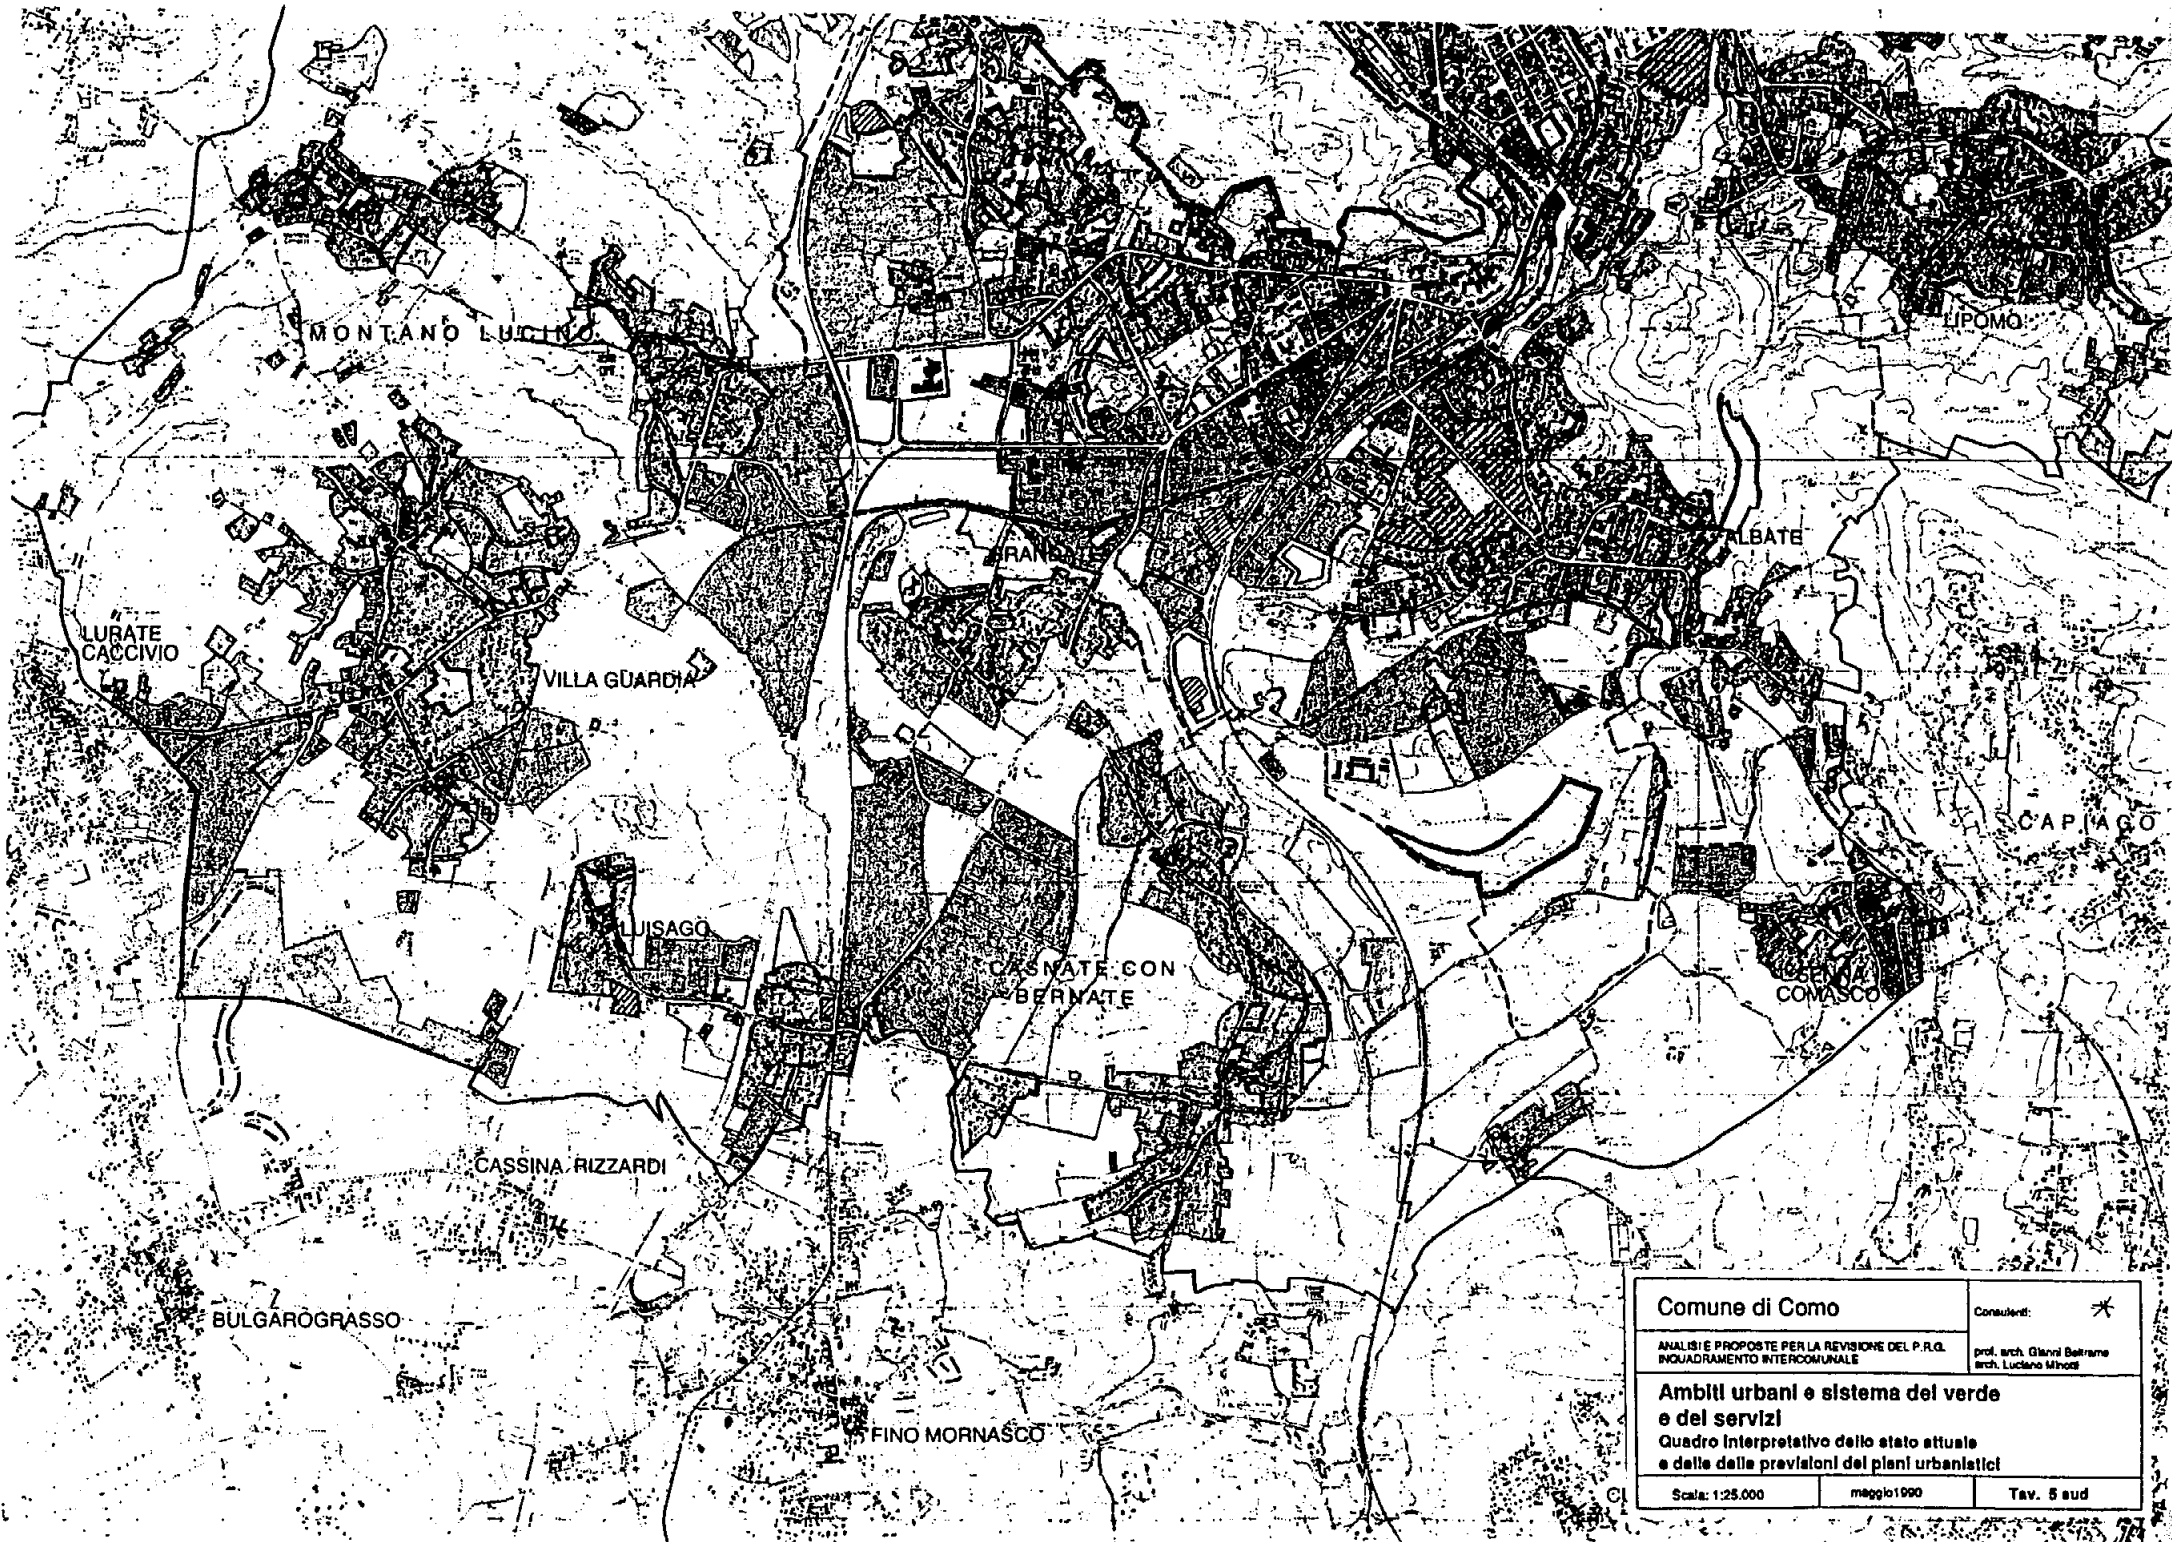 MONTANO LUCINO
LIPOMO
BRANDATE
ALBATE
LURATE
CACCIVIO
VILLA GUARDIA
CAPIAGO
LUISAGO
CASNATE CON
BERNATE
SENNA
COMASCO
CASSINA RIZZARDI
BULGAROGRASSO
FINO MORNASCO
Comune di Como
Consulenti:
ANALISI E PROPOSTE PER LA REVISIONE DEL P.R.G.
INQUADRAMENTO INTERCOMUNALE
prof. arch. Gianni Beltrame
arch. Luciano Minotti
Ambiti urbani e sistema del verde
e dei servizi
Quadro interpretativo dello stato attuale
e delle delle previsioni dei piani urbanistici
Scala: 1:25.000
maggio 1990
Tav. 5 sud